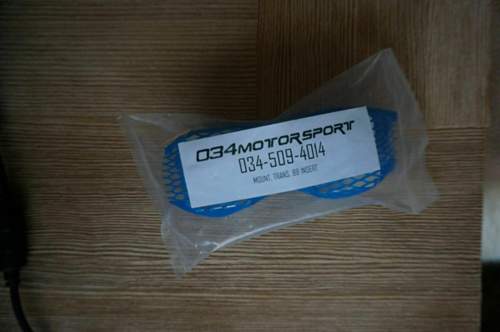 034MOTORSPORT
034-509-4014
MOUNT, TRANS, B8 INSERT